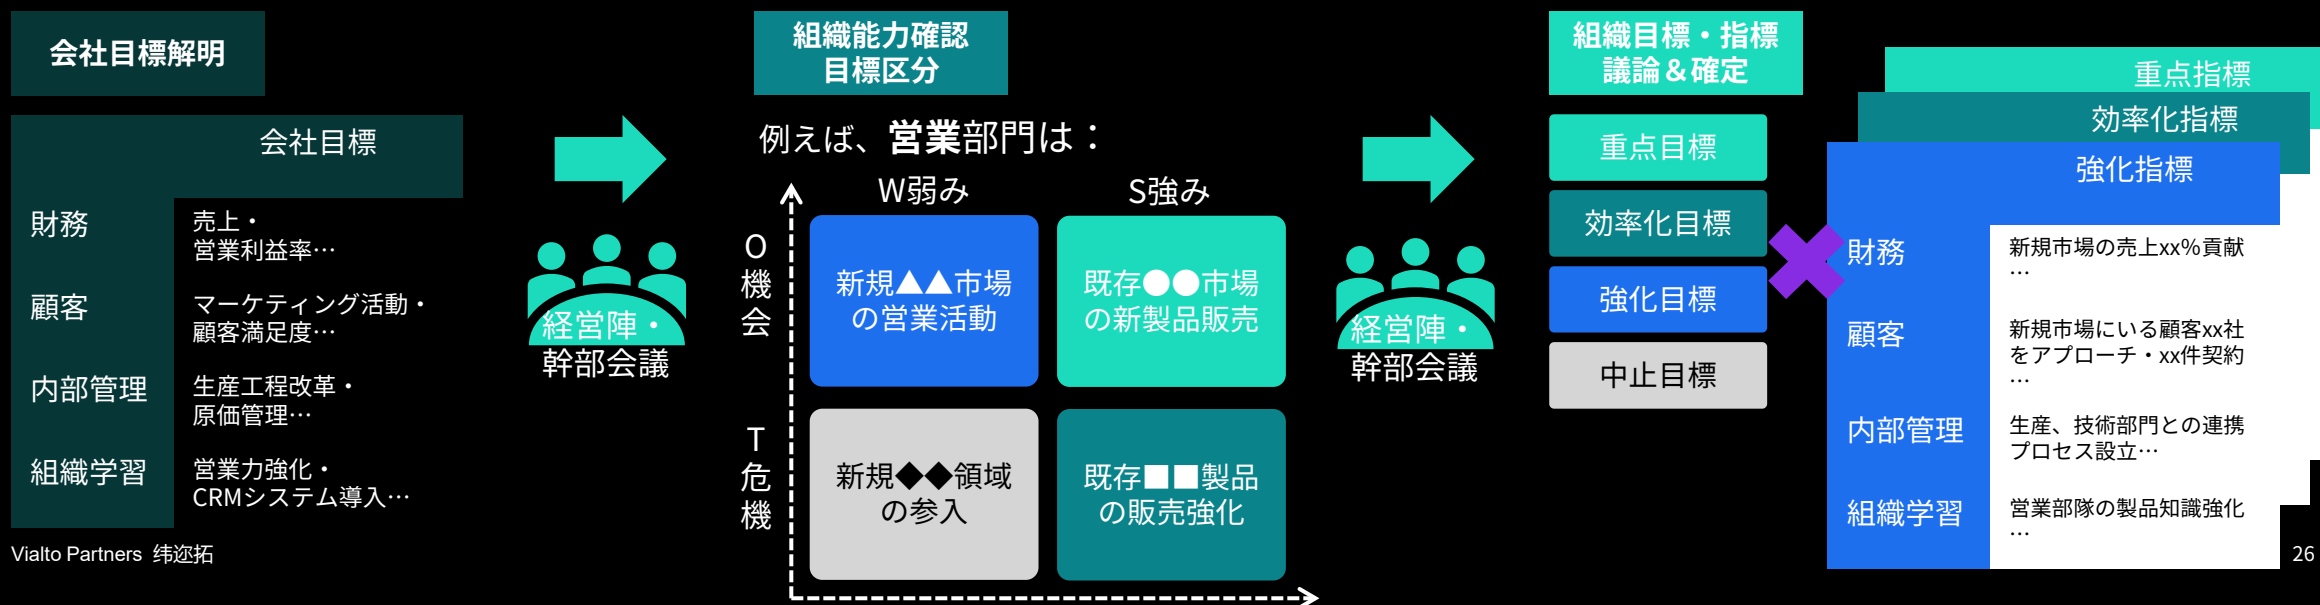 会社目標解明
会社目標
財務
売上・
営業利益率…
顧客
マーケティング活動・
顧客満足度…
内部管理
生産工程改革・
原価管理…
組織学習
営業力強化・
CRMシステム導入…
経営陣・
幹部会議
組織能力確認
目標区分
例えば、営業部門は：
W弱み
S強み
O
機
会
新規▲▲市場
の営業活動
既存●●市場
の新製品販売
T
危
機
新規◆◆領域
の参入
既存■■製品
の販売強化
経営陣・
幹部会議
組織目標・指標
議論＆確定
重点目標
効率化目標
強化目標
中止目標
重点指標
効率化指標
強化指標
財務
新規市場の売上xx%貢献
…
顧客
新規市場にいる顧客xx社
をアプローチ・xx件契約
…
内部管理
生産、技術部門との連携
プロセス設立…
組織学習
営業部隊の製品知識強化
…
Vialto Partners 纬迩拓
26